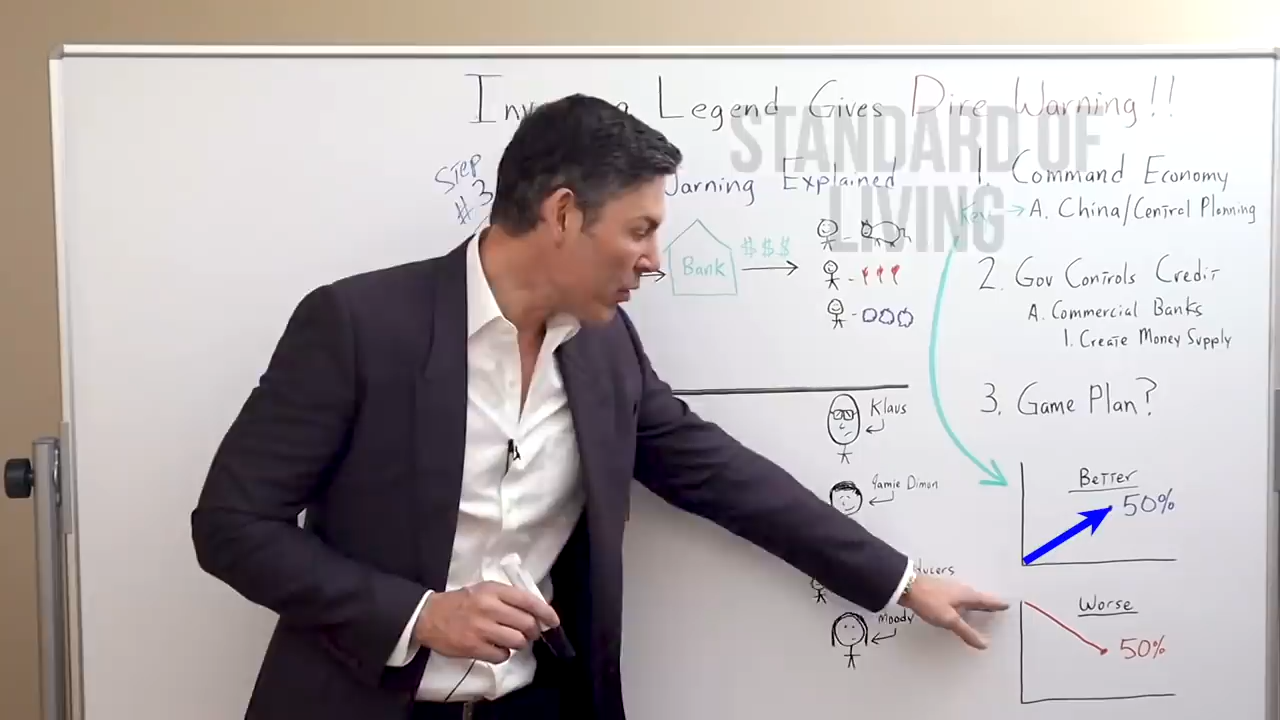 Legend Gives Dire Warning!!
STANDARD OF
LIVING
Step
#3
Warning Explained
Bank
$ $ $
1. Command Economy
Key → A. China/Central Planning
2. Gov Controls Credit
A. Commercial Banks
1. Create Money Supply
3. Game Plan?
Klaus
Jamie Dimon
Moody
Better
50%
Worse
50%